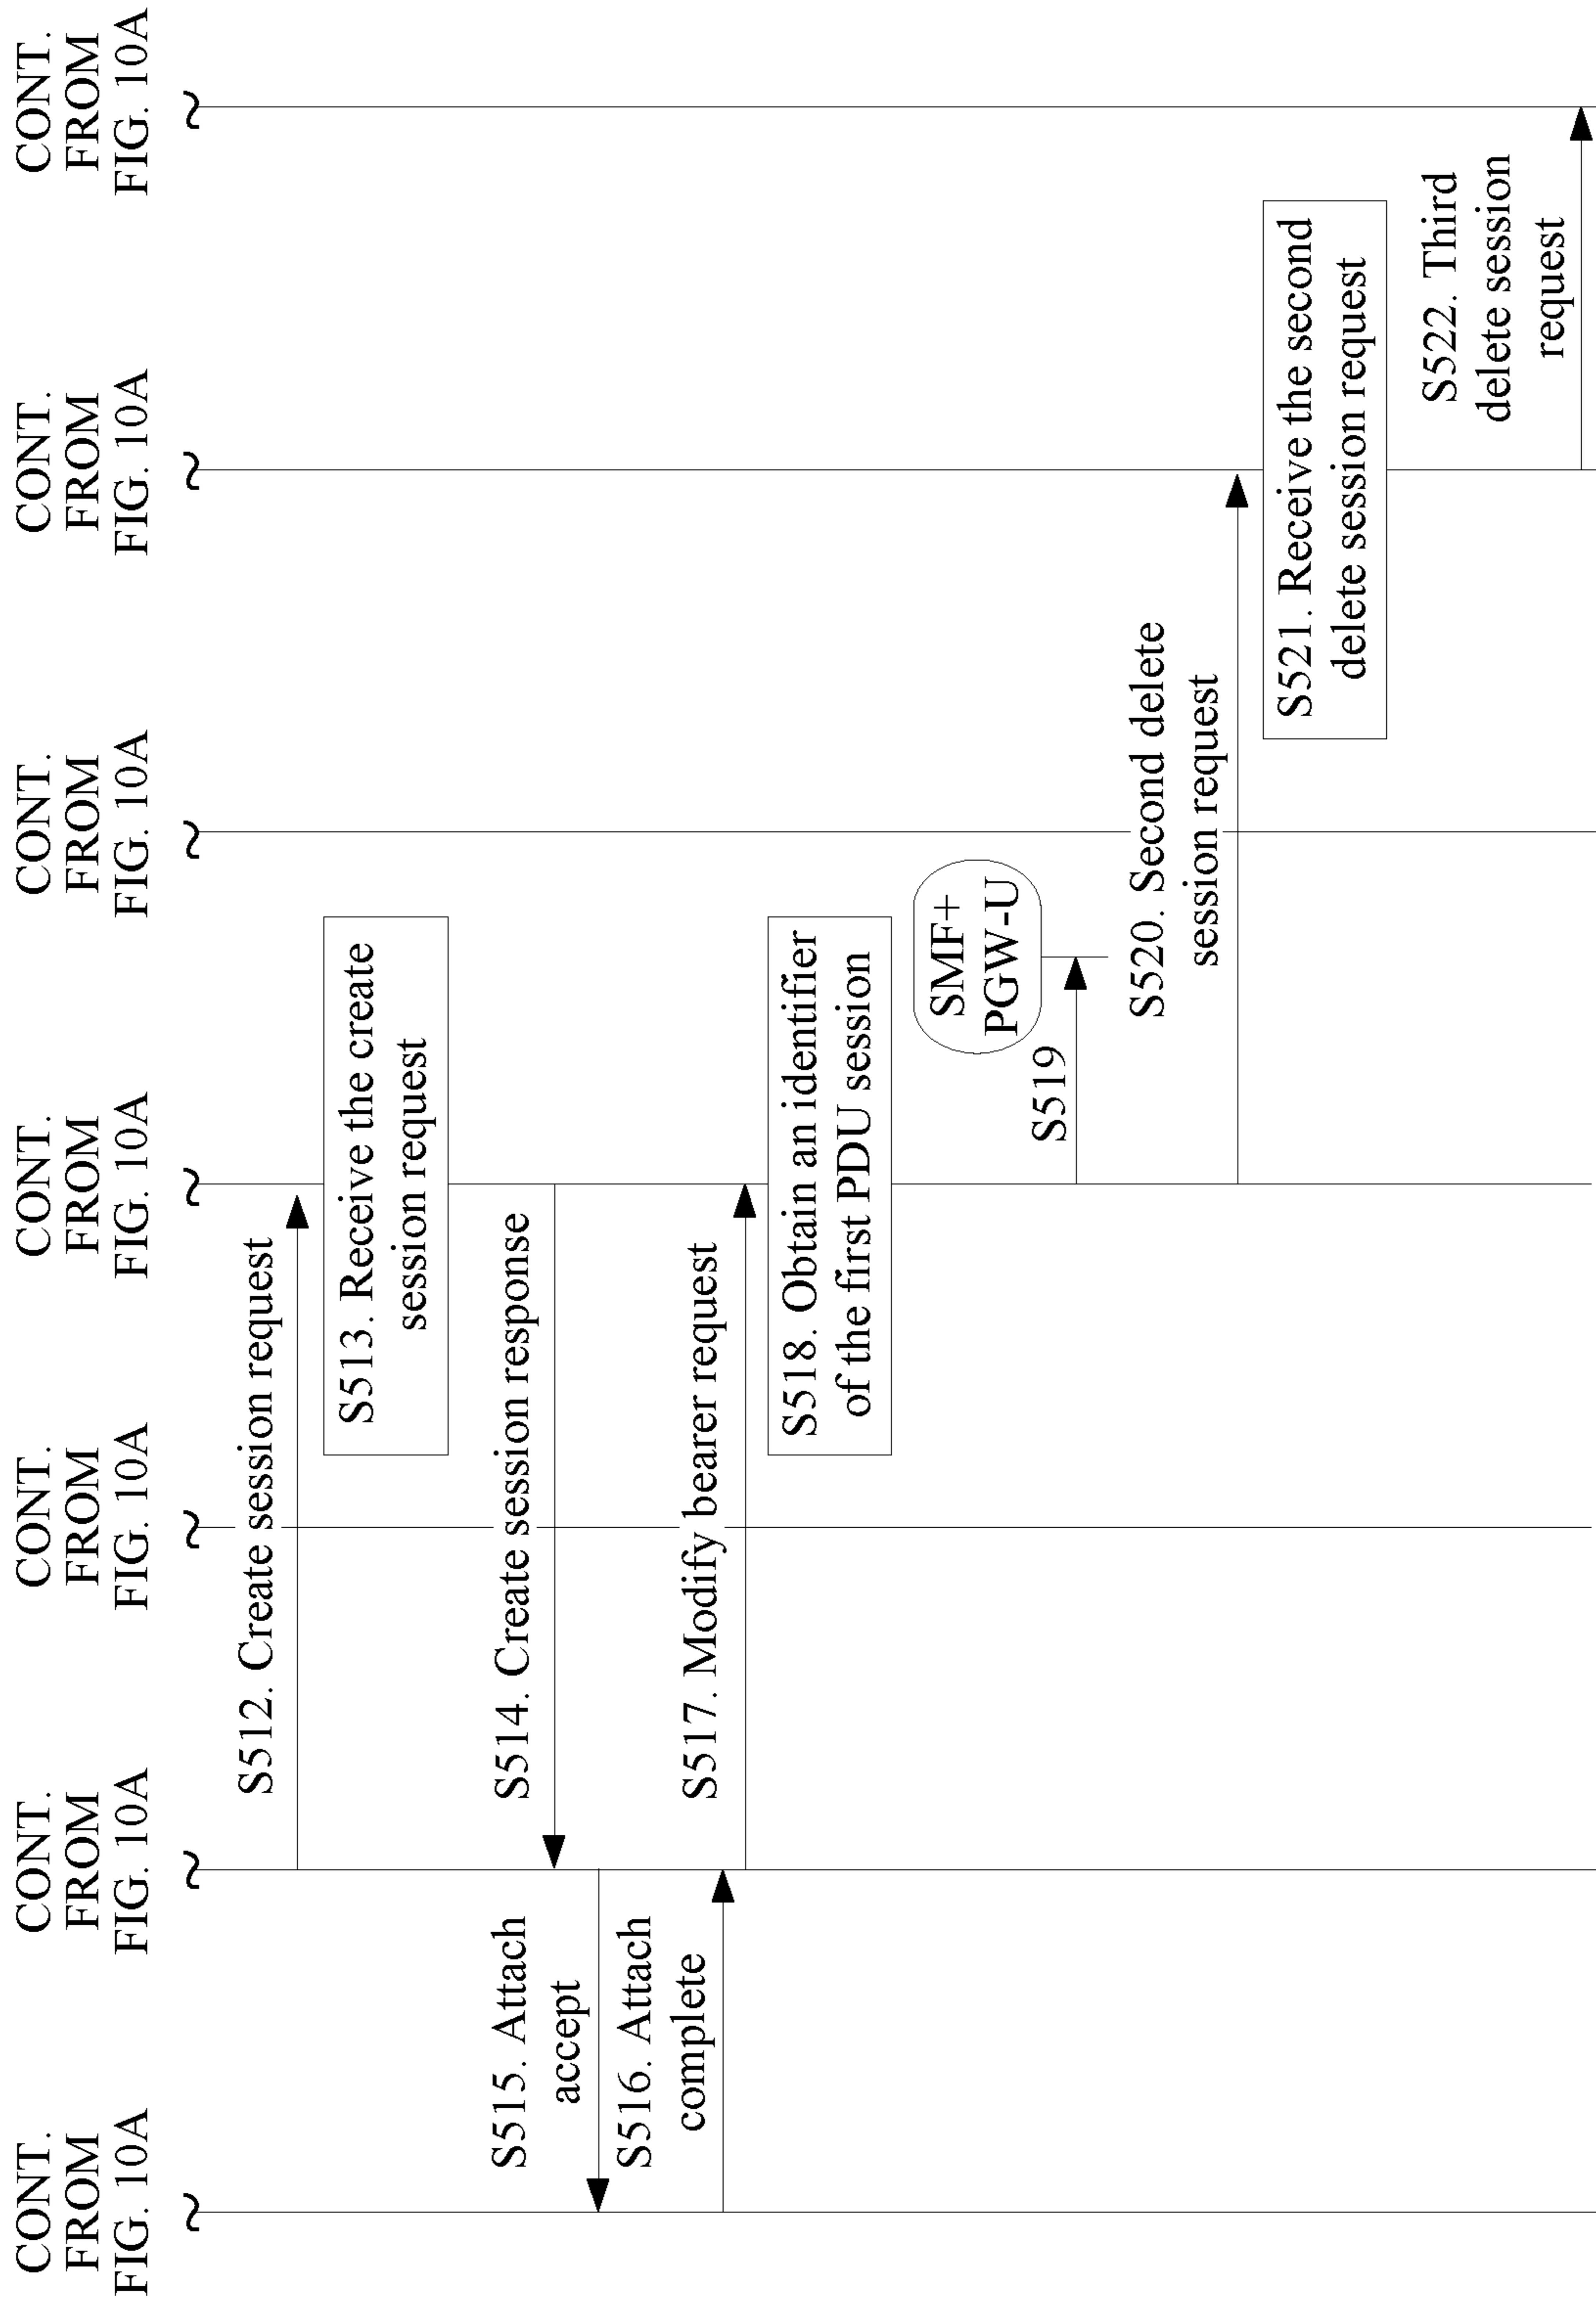 CONT.
FROM
FIG. 10A
CONT.
FROM
FIG. 10A
CONT.
FROM
FIG. 10A
CONT.
FROM
FIG. 10A
CONT.
FROM
FIG. 10A
CONT.
FROM
FIG. 10A
CONT.
FROM
FIG. 10A
S512. Create session request
S513. Receive the create
session request
S514. Create session response
S515. Attach
accept
S516. Attach
complete
S517. Modify bearer request
S518. Obtain an identifier
of the first PDU session
SMF+
PGW-U
S519
S520. Second delete
session request
S521. Receive the second
delete session request
S522. Third
delete session
request